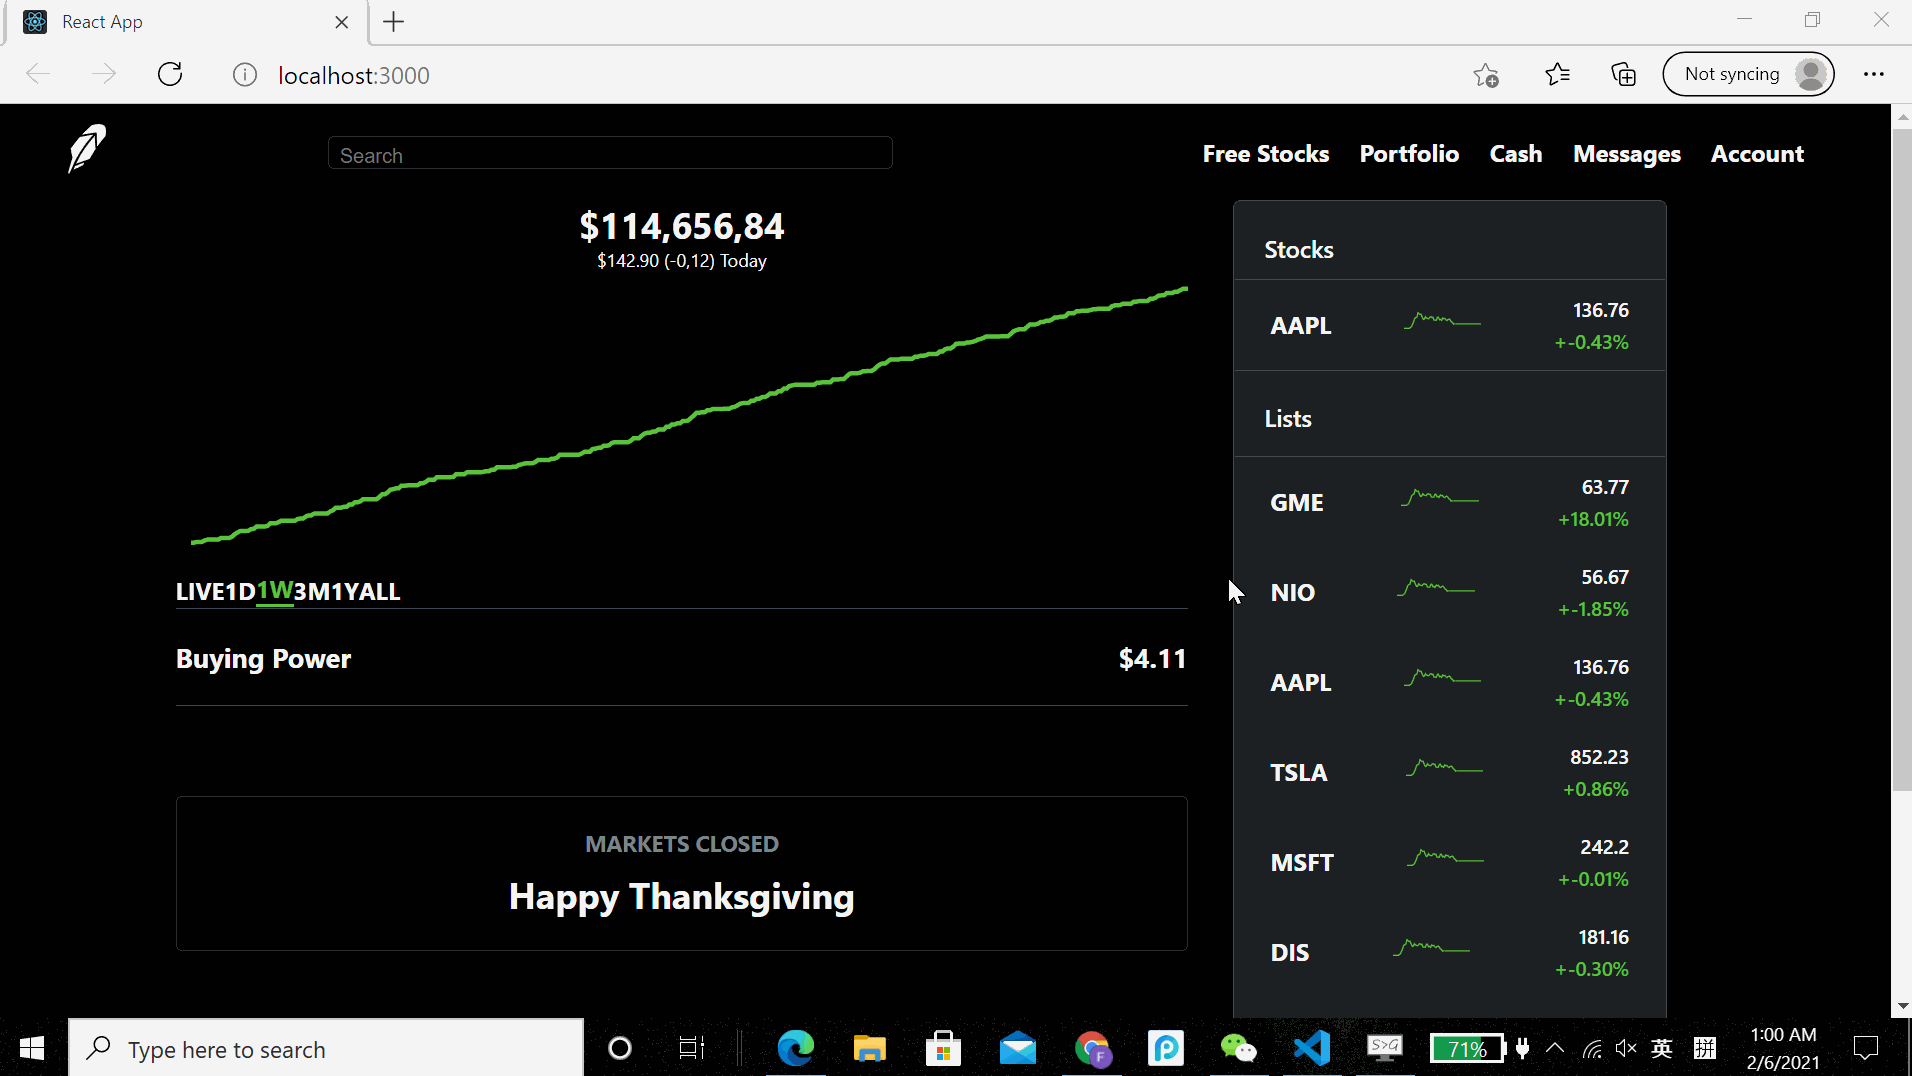 React App
localhost:3000
Not syncing
Search
Free Stocks Portfolio Cash Messages Account
$114,656,84
$142.90 (-0,12) Today
LIVE1D1W3M1YALL
Buying Power $4.11
MARKETS CLOSED
Happy Thanksgiving
Stocks
AAPL 136.76
+-0.43%
Lists
GME 63.77
+18.01%
NIO 56.67
+-1.85%
AAPL 136.76
+-0.43%
TSLA 852.23
+0.86%
MSFT 242.2
+-0.01%
DIS 181.16
+-0.30%
Type here to search
F
S>G
71%
英
拼
1:00 AM
2/6/2021